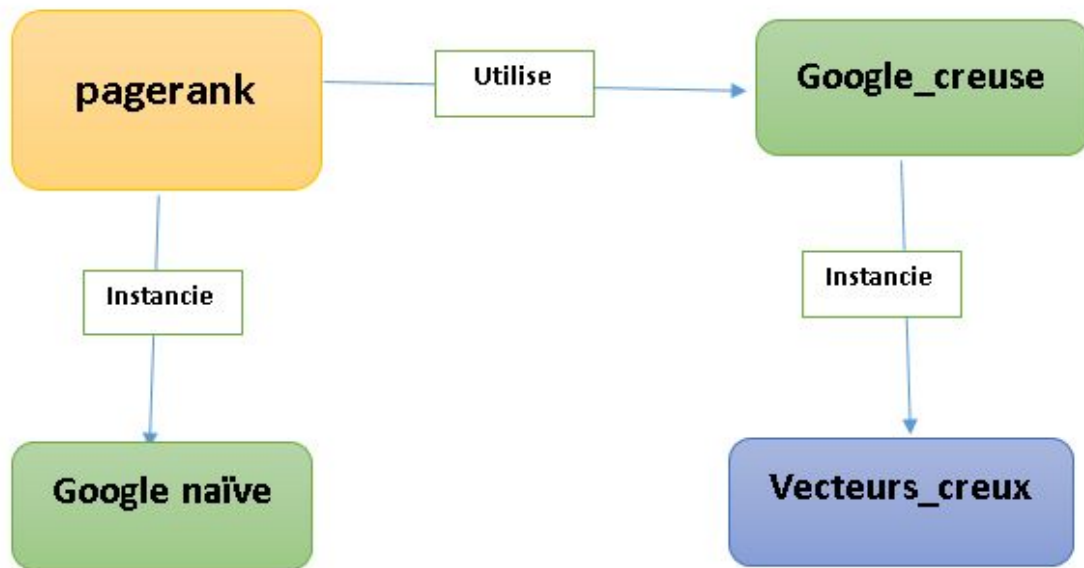 pagerank
Utilise
Google_creuse
Instancie
Instancie
Google naïve
Vecteurs_creux